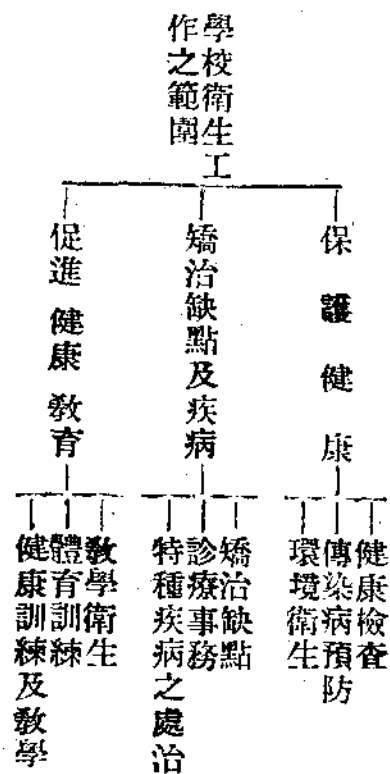 學校衛生工
作之範圍
保護健康
矯治缺點及疾病
促進健康教育
健康檢查
傳染病預防
環境衛生
矯治缺點
診療事務
特種疾病之處治
教學衛生
體育訓練
健康訓練及教學